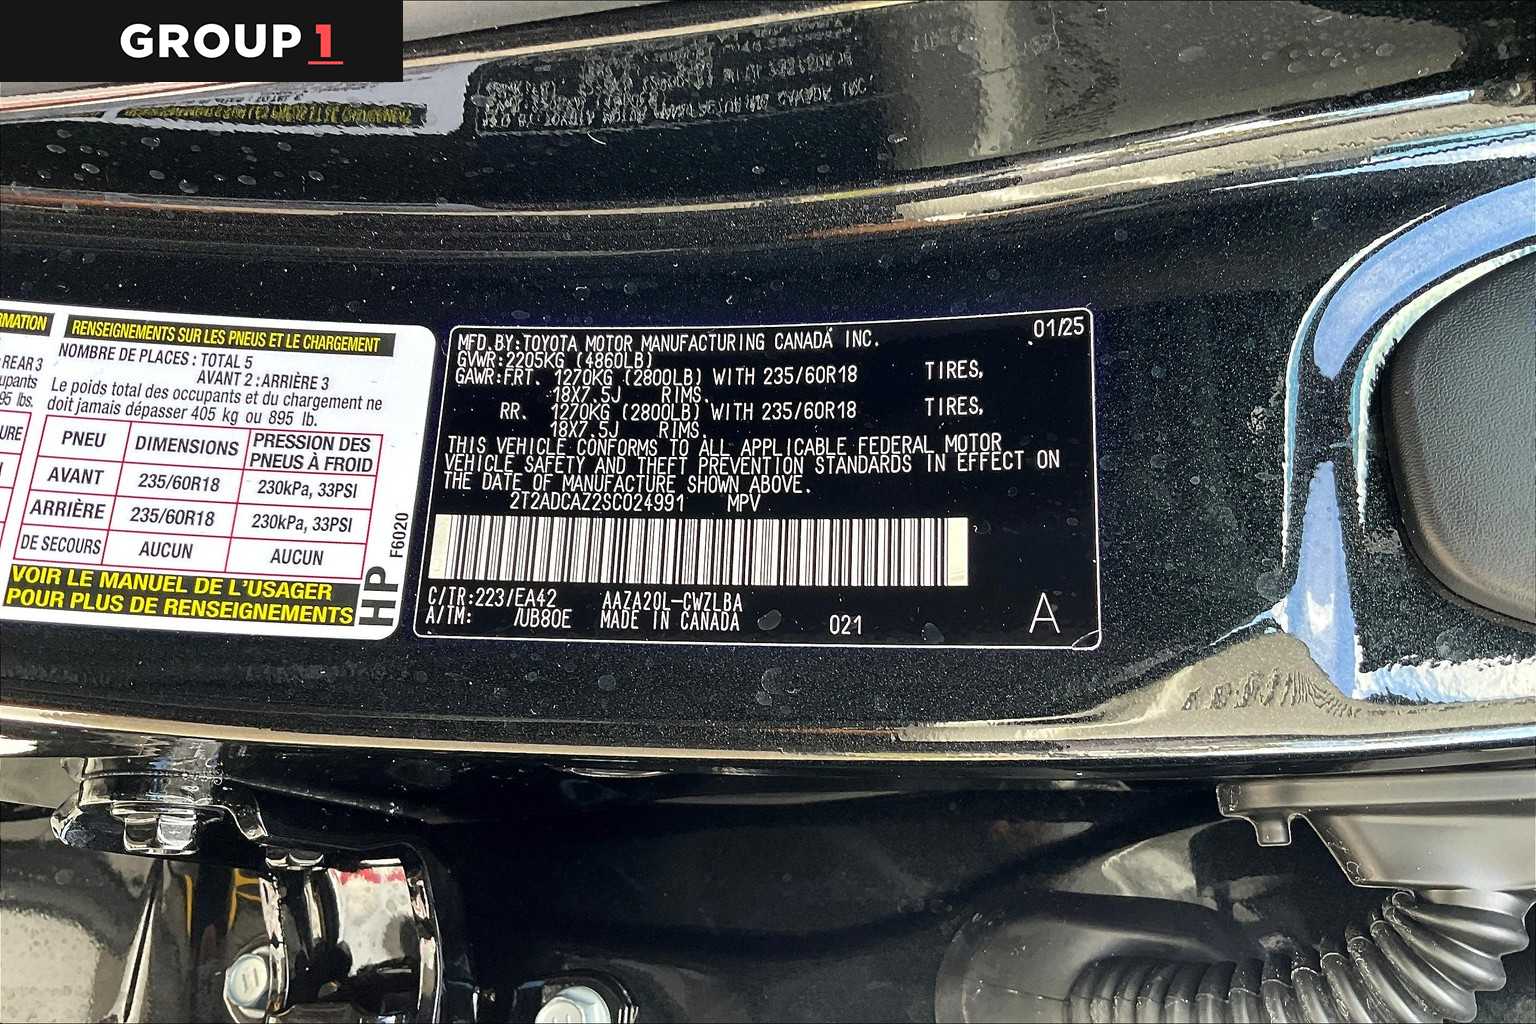 GROUP 1
RMATION
REAR 3
upants
95 lbs.
URE
RENSEIGNEMENTS SUR LES PNEUS ET LE CHARGEMENT
NOMBRE DE PLACES : TOTAL 5
AVANT 2 : ARRIÈRE 3
Le poids total des occupants et du chargement ne
doit jamais dépasser 405 kg ou 895 lb.
PNEU DIMENSIONS PRESSION DES PNEUS À FROID
AVANT 235/60R18 230kPa, 33PSI
ARRIÈRE 235/60R18 230kPa, 33PSI
DE SECOURS AUCUN AUCUN
VOIR LE MANUEL DE L'USAGER
POUR PLUS DE RENSEIGNEMENTS
HP F6020
MFD.BY:TOYOTA MOTOR MANUFACTURING CANADA INC. 01/25
GVWR:2205KG (4860LB)
GAWR:FRT. 1270KG (2800LB) WITH 235/60R18 TIRES,
18X7.5J RIMS.
RR. 1270KG (2800LB) WITH 235/60R18 TIRES,
18X7.5J RIMS.
THIS VEHICLE CONFORMS TO ALL APPLICABLE FEDERAL MOTOR
VEHICLE SAFETY AND THEFT PREVENTION STANDARDS IN EFFECT ON
THE DATE OF MANUFACTURE SHOWN ABOVE.
2T2ADCAZ2SC024991 MPV
C/TR:223/EA42 AAZA20L-CWZLBA
A/TM: /UB80E MADE IN CANADA 021 A